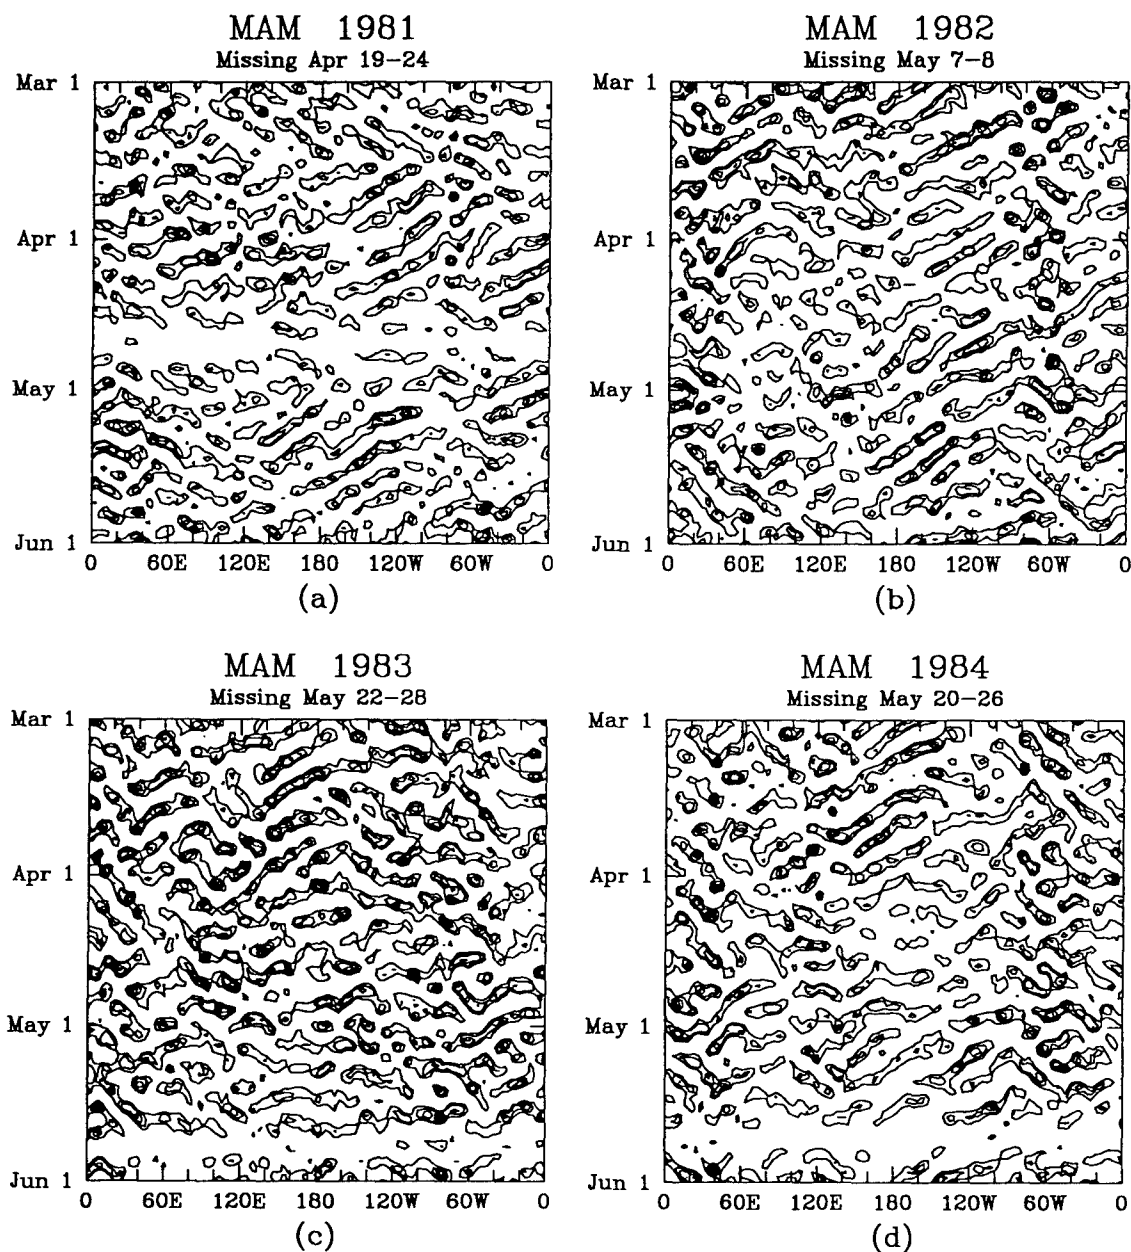 MAM 1981
Missing Apr 19-24
Mar 1
Apr 1
May 1
Jun 1
0 60E 120E 180 120W 60W 0
(a)
MAM 1982
Missing May 7-8
Mar 1
Apr 1
May 1
Jun 1
0 60E 120E 180 120W 60W 0
(b)
MAM 1983
Missing May 22-28
Mar 1
Apr 1
May 1
Jun 1
0 60E 120E 180 120W 60W 0
(c)
MAM 1984
Missing May 20-26
Mar 1
Apr 1
May 1
Jun 1
0 60E 120E 180 120W 60W 0
(d)